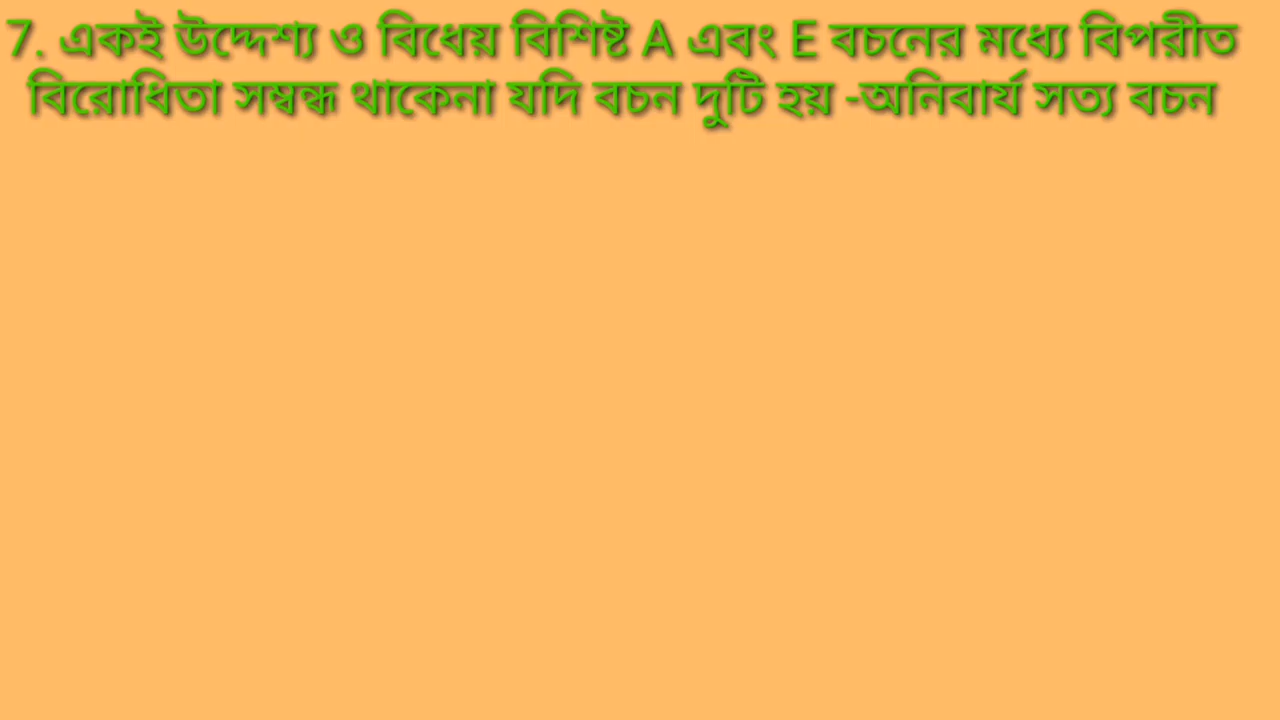 7. একই উদ্দেশ্য ও বিধেয় বিশিষ্ট A এবং E বচনের মধ্যে বিপরীত
বিরোধিতা সম্বন্ধ থাকেনা যদি বচন দুটি হয় -অনিবার্য সত্য বচন